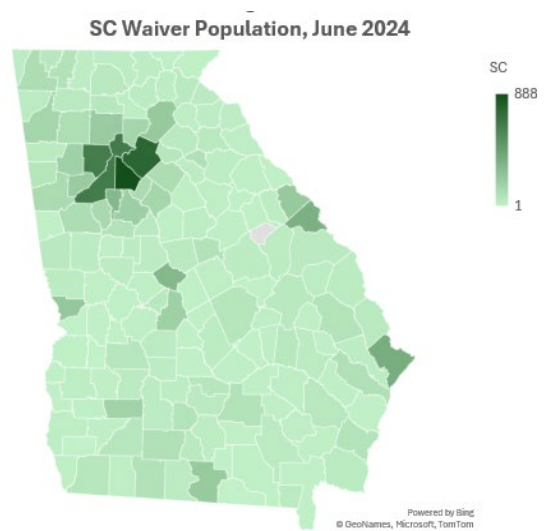 SC Waiver Population, June 2024
SC
888
1
Powered by Bing
© GeoNames, Microsoft, TomTom